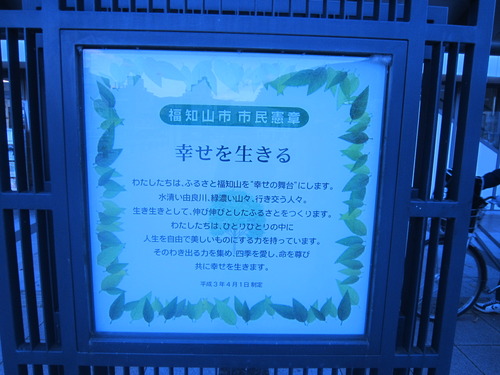 福知山市 市民憲章
幸せを生きる
わたしたちは、ふるさと福知山を“幸せの舞台”にします。
水清い由良川、緑濃い山々、行き交う人々。
生き生きとして、伸び伸びとしたふるさとをつくります。
わたしたちは、ひとりひとりの中に
人生を自由で美しいものにする力を持っています。
そのわき出る力を集め、四季を愛し、命を尊び
共に幸せを生きます。
平成3年4月1日制定